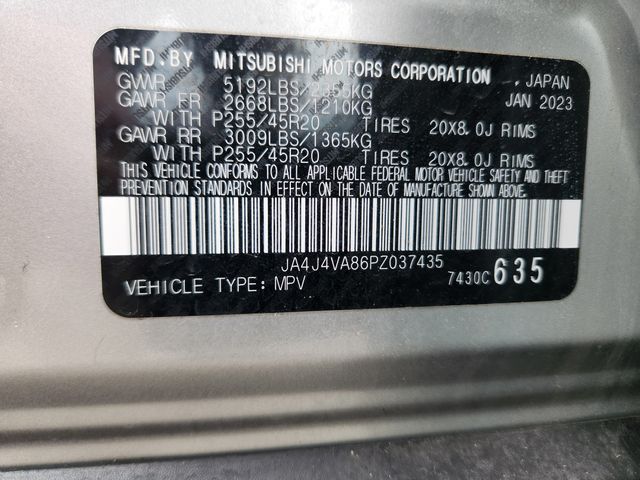 MFD.BY MITSUBISHI MOTORS CORPORATION , JAPAN
GVWR 5192LBS/2355KG JAN 2023
GAWR FR 2668LBS/1210KG
WITH P255/45R20 TIRES 20X8.0J RIMS
GAWR RR 3009LBS/1365KG
WITH P255/45R20 TIRES 20X8.0J RIMS
THIS VEHICLE CONFORMS TO ALL APPLICABLE FEDERAL MOTOR VEHICLE SAFETY AND THEFT
PREVENTION STANDARDS IN EFFECT ON THE DATE OF MANUFACTURE SHOWN ABOVE.
JA4J4VA86PZ037435
VEHICLE TYPE: MPV 7430C 635